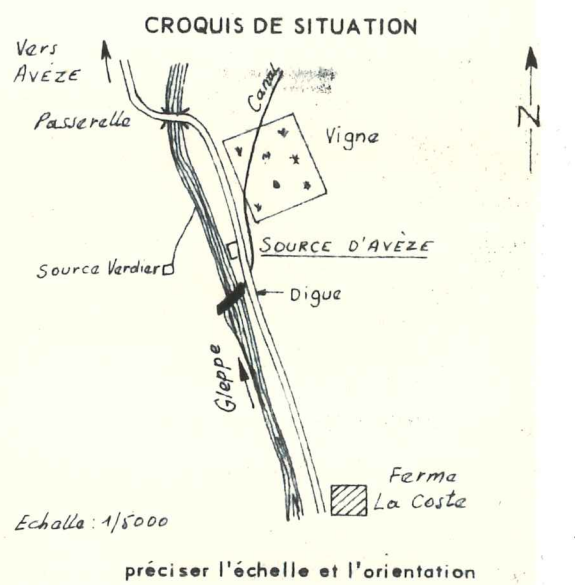 CROQUIS DE SITUATION
Vers
AVÈZE
Canal
N
Passerelle
Vigne
SOURCE D'AVÈZE
Source Verdier
Digue
Gleppe
Ferme
La Coste
Echelle : 1/5000
préciser l'échelle et l'orientation